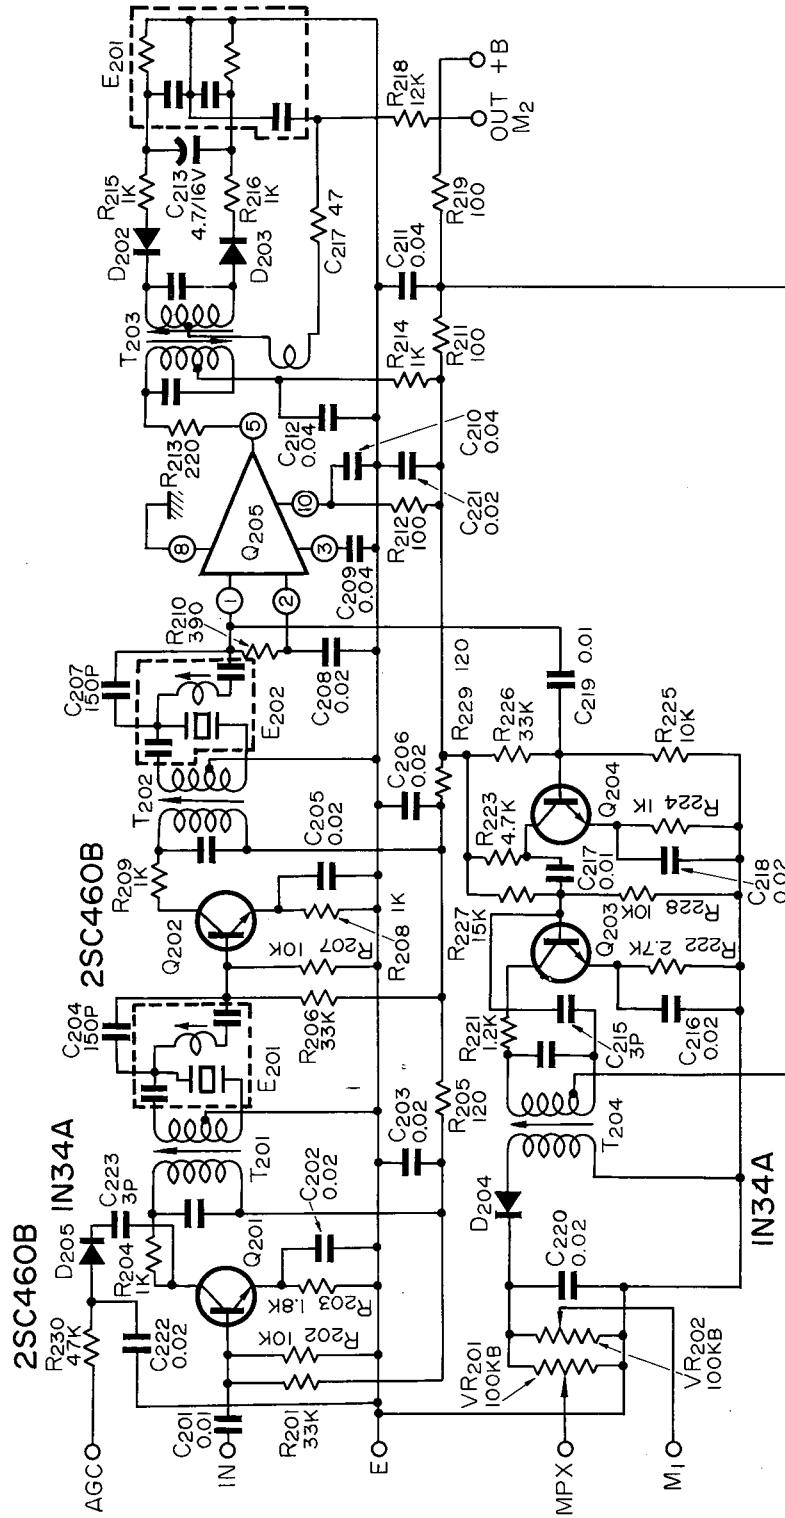 2SC460B
1N34A
2SC460B
AGC
R230
47K
D205
C223
3P
C222
0.02
R204
1K
C201
0.01
IN
R201
33K
R202
10K
R203
1.8K
Q201
C202
0.02
T201
C204
150P
E201
C203
0.02
R205
120
R206
33K
R207
10K
R208
1K
Q202
R209
1K
C205
0.02
T202
C206
0.02
C207
150P
E202
R210
390
C208
0.02
1
2
3
8
10
5
Q205
C209
0.04
R212
100
R213
220
C221
0.02
C210
0.04
C212
0.04
R214
1K
R211
100
C211
0.04
T203
D202
D203
R215
1K
C213
4.7/16V
R216
1K
C217
47
E201
R218
12K
R219
100
OUT
M2
+B
E
R229
120
R226
33K
C219
0.01
R225
10K
Q204
R223
4.7K
R224
1K
C217
0.01
C218
0.02
R227
15K
R228
10K
Q203
R222
2.7K
R221
1.2K
C215
3P
C216
0.02
T204
D204
C220
0.02
VR201
100KB
VR202
100KB
MPX
M1
1N34A